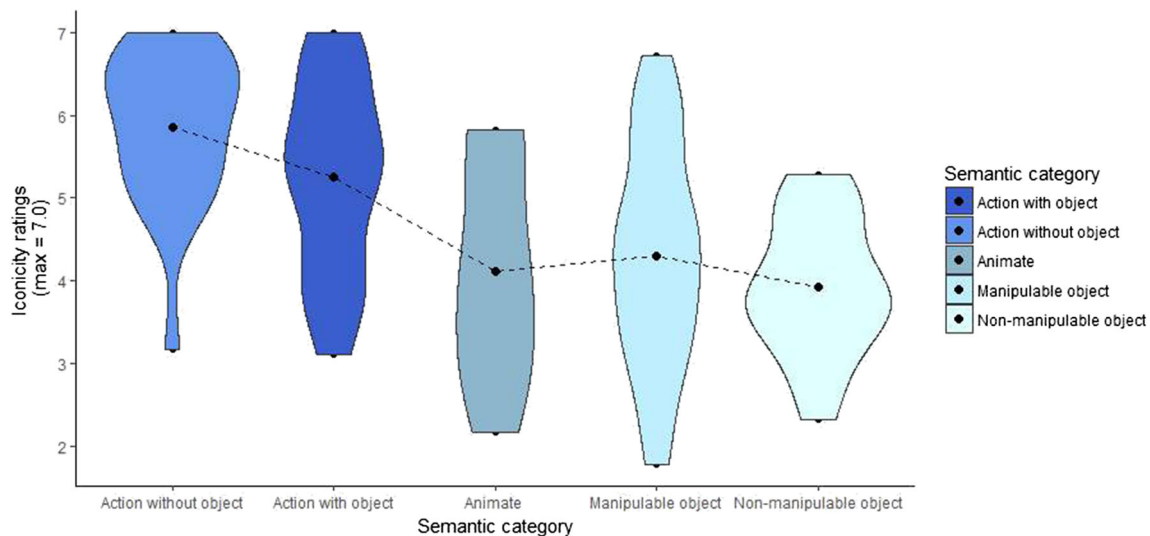 Iconicity ratings
(max = 7.0)
7
6
5
4
3
2
Action without object
Action with object
Animate
Manipulable object
Non-manipulable object
Semantic category
Semantic category
Action with object
Action without object
Animate
Manipulable object
Non-manipulable object